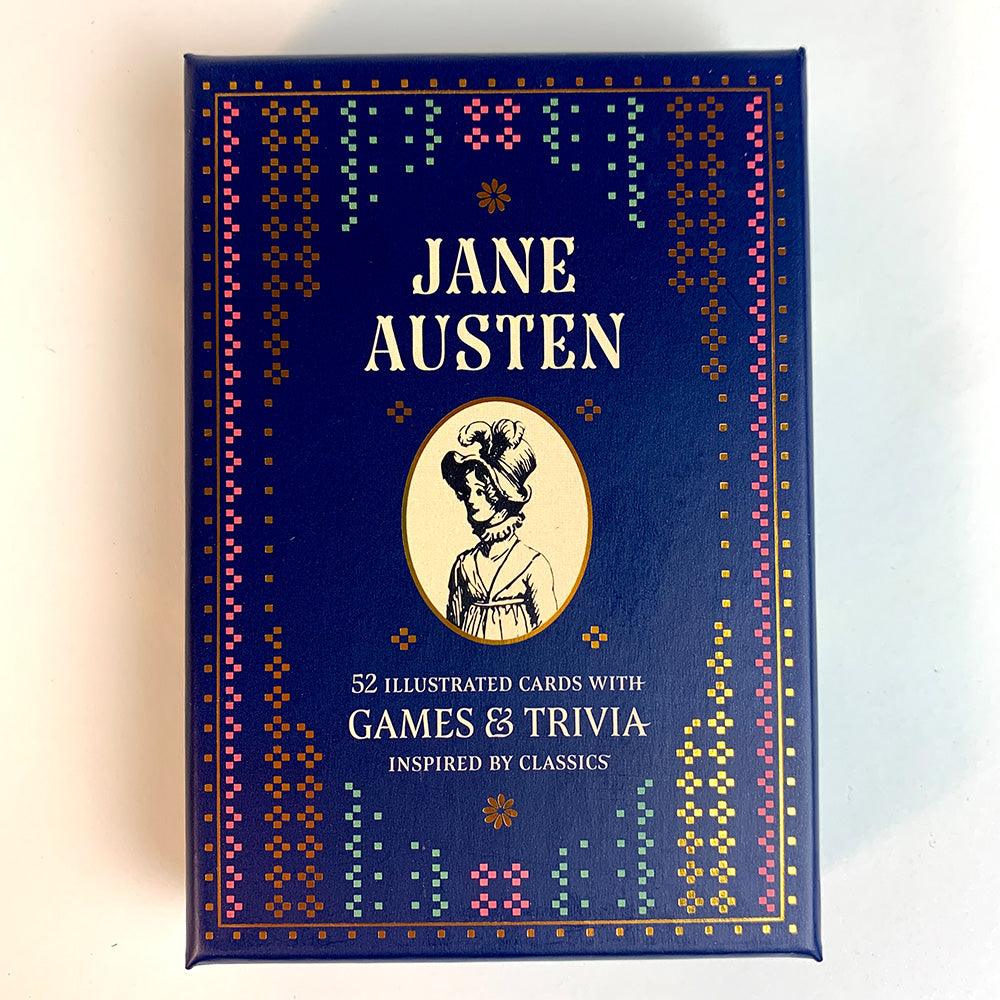 JANE
AUSTEN
52 ILLUSTRATED CARDS WITH
GAMES & TRIVIA
INSPIRED BY CLASSICS